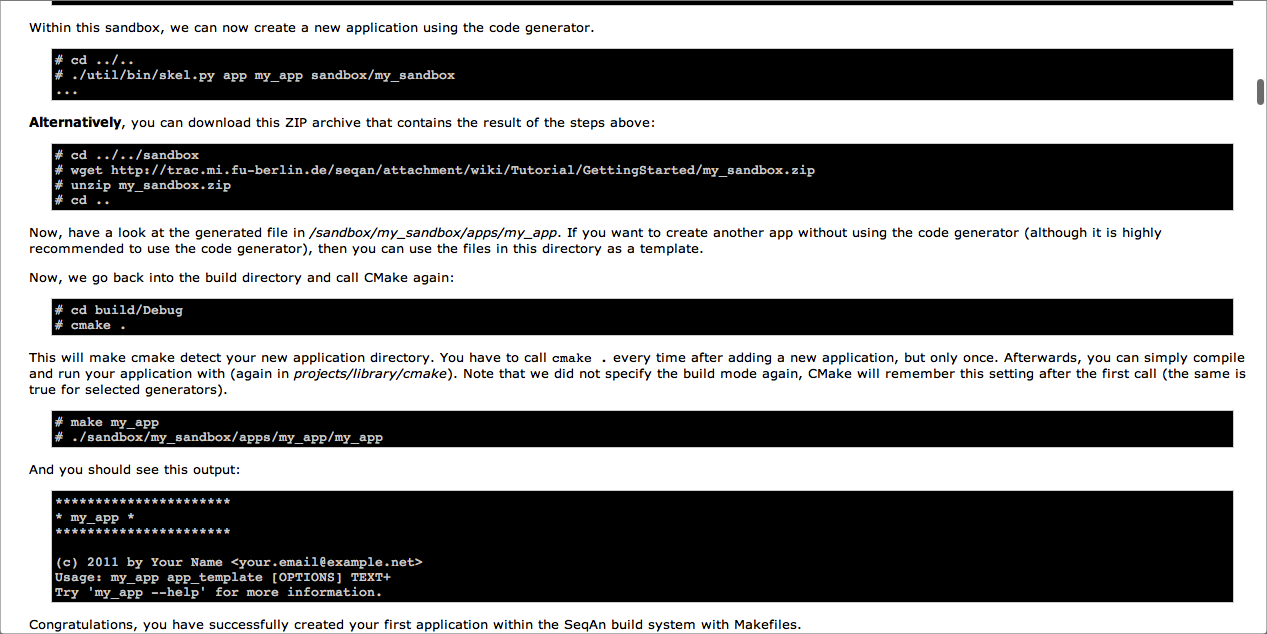 Within this sandbox, we can now create a new application using the code generator.
# cd ../..
# ./util/bin/skel.py app my_app sandbox/my_sandbox
...
Alternatively, you can download this ZIP archive that contains the result of the steps above:
# cd ../../sandbox
# wget http://trac.mi.fu-berlin.de/seqan/attachment/wiki/Tutorial/GettingStarted/my_sandbox.zip
# unzip my_sandbox.zip
# cd ..
Now, have a look at the generated file in /sandbox/my_sandbox/apps/my_app. If you want to create another app without using the code generator (although it is highly
recommended to use the code generator), then you can use the files in this directory as a template.
Now, we go back into the build directory and call CMake again:
# cd build/Debug
# cmake .
This will make cmake detect your new application directory. You have to call cmake . every time after adding a new application, but only once. Afterwards, you can simply compile
and run your application with (again in projects/library/cmake). Note that we did not specify the build mode again, CMake will remember this setting after the first call (the same is
true for selected generators).
# make my_app
# ./sandbox/my_sandbox/apps/my_app/my_app
And you should see this output:
**********************
* my_app *
**********************
(c) 2011 by Your Name <your.email@example.net>
Usage: my_app app_template [OPTIONS] TEXT+
Try 'my_app --help' for more information.
Congratulations, you have successfully created your first application within the SeqAn build system with Makefiles.